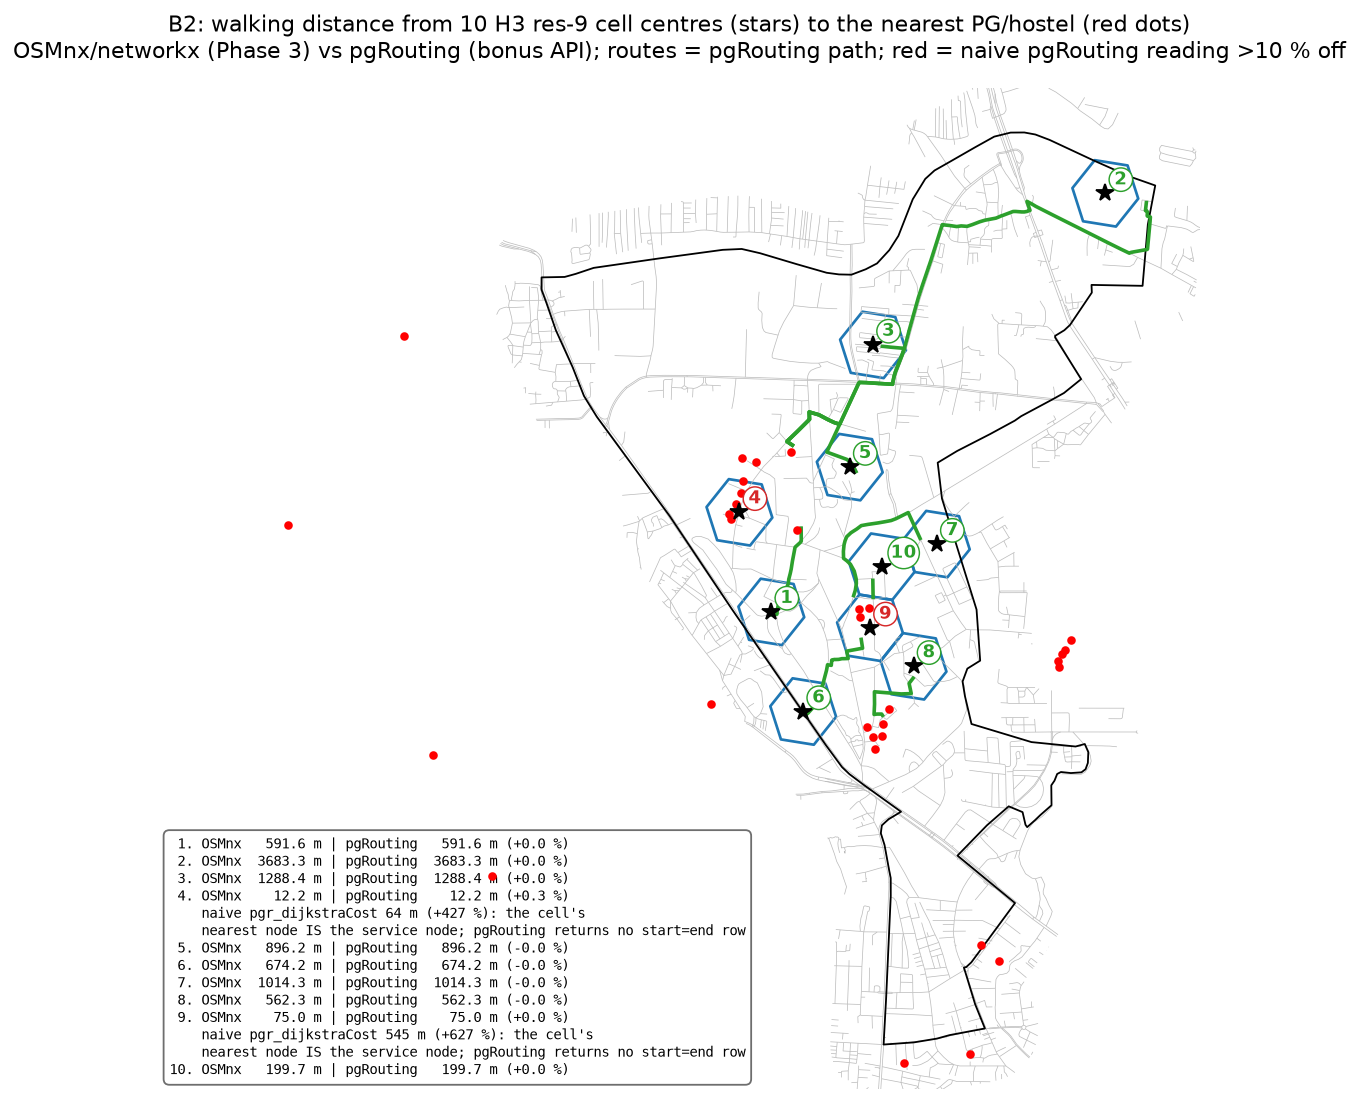 B2: walking distance from 10 H3 res-9 cell centres (stars) to the nearest PG/hostel (red dots)
OSMnx/networkx (Phase 3) vs pgRouting (bonus API); routes = pgRouting path; red = naive pgRouting reading >10 % off
2
3
5
4
7
10
1
9
8
6
1. OSMnx 591.6 m | pgRouting 591.6 m (+0.0 %)
2. OSMnx 3683.3 m | pgRouting 3683.3 m (+0.0 %)
3. OSMnx 1288.4 m | pgRouting 1288.4 m (+0.0 %)
4. OSMnx 12.2 m | pgRouting 12.2 m (+0.3 %)
naive pgr_dijkstraCost 64 m (+427 %): the cell's
nearest node IS the service node; pgRouting returns no start=end row
5. OSMnx 896.2 m | pgRouting 896.2 m (-0.0 %)
6. OSMnx 674.2 m | pgRouting 674.2 m (-0.0 %)
7. OSMnx 1014.3 m | pgRouting 1014.3 m (-0.0 %)
8. OSMnx 562.3 m | pgRouting 562.3 m (-0.0 %)
9. OSMnx 75.0 m | pgRouting 75.0 m (+0.0 %)
naive pgr_dijkstraCost 545 m (+627 %): the cell's
nearest node IS the service node; pgRouting returns no start=end row
10. OSMnx 199.7 m | pgRouting 199.7 m (+0.0 %)